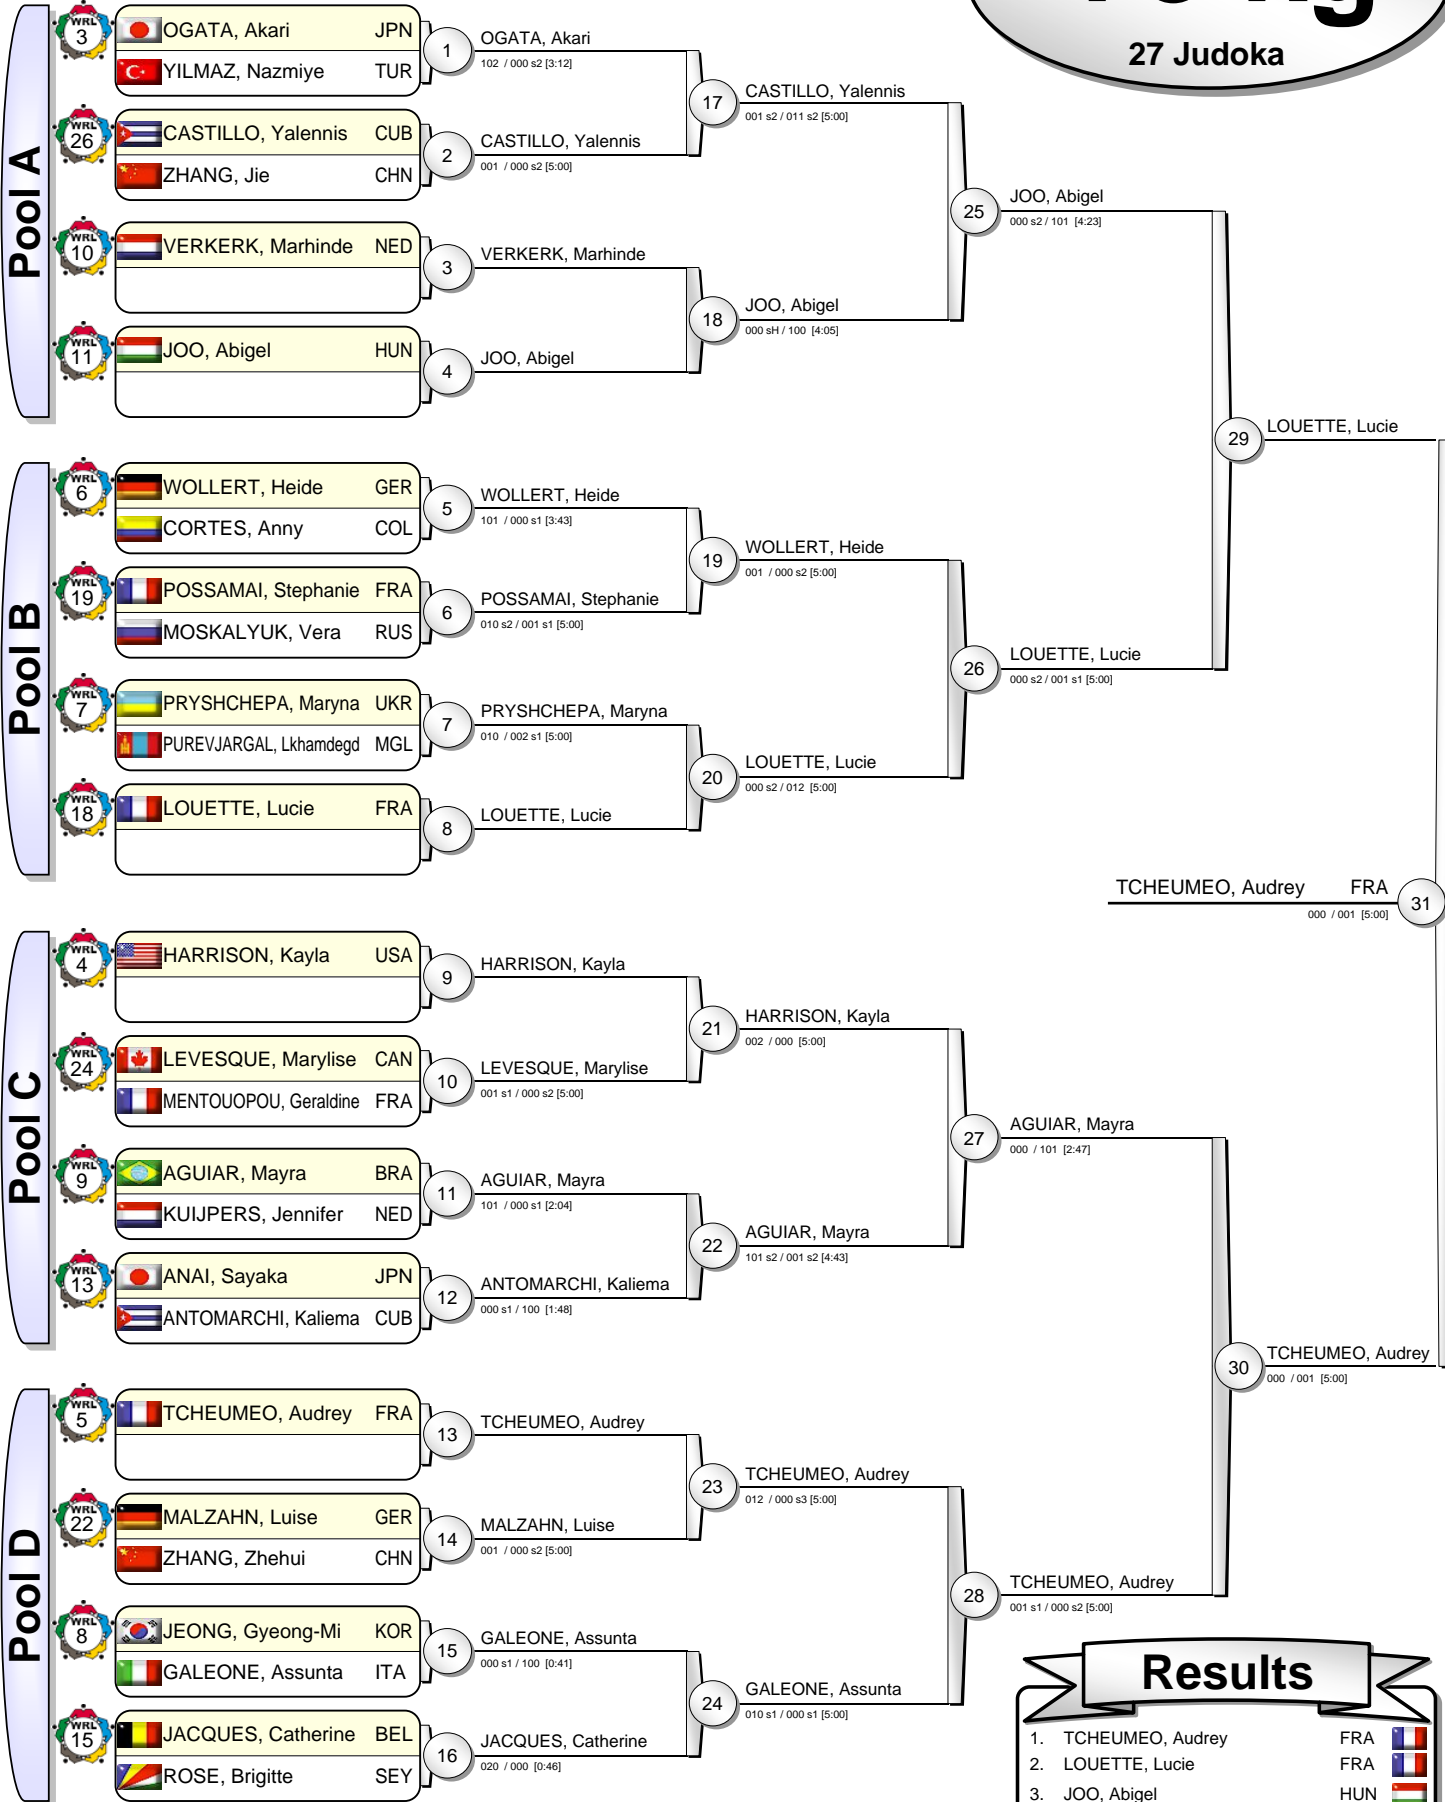 27 Judoka
Pool A
WRL 3
OGATA, Akari JPN
YILMAZ, Nazmiye TUR
WRL 26
CASTILLO, Yalennis CUB
ZHANG, Jie CHN
WRL 10
VERKERK, Marhinde NED
WRL 11
JOO, Abigel HUN
1
OGATA, Akari
102 / 000 s2 [3:12]
2
CASTILLO, Yalennis
001 / 000 s2 [5:00]
3
VERKERK, Marhinde
4
JOO, Abigel
17
CASTILLO, Yalennis
001 s2 / 011 s2 [5:00]
18
JOO, Abigel
000 sH / 100 [4:05]
25
JOO, Abigel
000 s2 / 101 [4:23]
Pool B
WRL 6
WOLLERT, Heide GER
CORTES, Anny COL
WRL 19
POSSAMAI, Stephanie FRA
MOSKALYUK, Vera RUS
WRL 7
PRYSHCHEPA, Maryna UKR
PUREVJARGAL, Lkhamdegd MGL
WRL 18
LOUETTE, Lucie FRA
5
WOLLERT, Heide
101 / 000 s1 [3:43]
6
POSSAMAI, Stephanie
010 s2 / 001 s1 [5:00]
7
PRYSHCHEPA, Maryna
010 / 002 s1 [5:00]
8
LOUETTE, Lucie
19
WOLLERT, Heide
001 / 000 s2 [5:00]
20
LOUETTE, Lucie
000 s2 / 012 [5:00]
26
LOUETTE, Lucie
000 s2 / 001 s1 [5:00]
29
LOUETTE, Lucie
TCHEUMEO, Audrey FRA
31
000 / 001 [5:00]
Pool C
WRL 4
HARRISON, Kayla USA
WRL 24
LEVESQUE, Marylise CAN
MENTOUOPOU, Geraldine FRA
WRL 9
AGUIAR, Mayra BRA
KUIJPERS, Jennifer NED
WRL 13
ANAI, Sayaka JPN
ANTOMARCHI, Kaliema CUB
9
HARRISON, Kayla
10
LEVESQUE, Marylise
001 s1 / 000 s2 [5:00]
11
AGUIAR, Mayra
101 / 000 s1 [2:04]
12
ANTOMARCHI, Kaliema
000 s1 / 100 [1:48]
21
HARRISON, Kayla
002 / 000 [5:00]
22
AGUIAR, Mayra
101 s2 / 001 s2 [4:43]
27
AGUIAR, Mayra
000 / 101 [2:47]
30
TCHEUMEO, Audrey
000 / 001 [5:00]
Pool D
WRL 5
TCHEUMEO, Audrey FRA
WRL 22
MALZAHN, Luise GER
ZHANG, Zhehui CHN
WRL 8
JEONG, Gyeong-Mi KOR
GALEONE, Assunta ITA
WRL 15
JACQUES, Catherine BEL
ROSE, Brigitte SEY
13
TCHEUMEO, Audrey
14
MALZAHN, Luise
001 / 000 s2 [5:00]
15
GALEONE, Assunta
000 s1 / 100 [0:41]
16
JACQUES, Catherine
020 / 000 [0:46]
23
TCHEUMEO, Audrey
012 / 000 s3 [5:00]
24
GALEONE, Assunta
010 s1 / 000 s1 [5:00]
28
TCHEUMEO, Audrey
001 s1 / 000 s2 [5:00]
Results
1. TCHEUMEO, Audrey FRA
2. LOUETTE, Lucie FRA
3. JOO, Abigel HUN